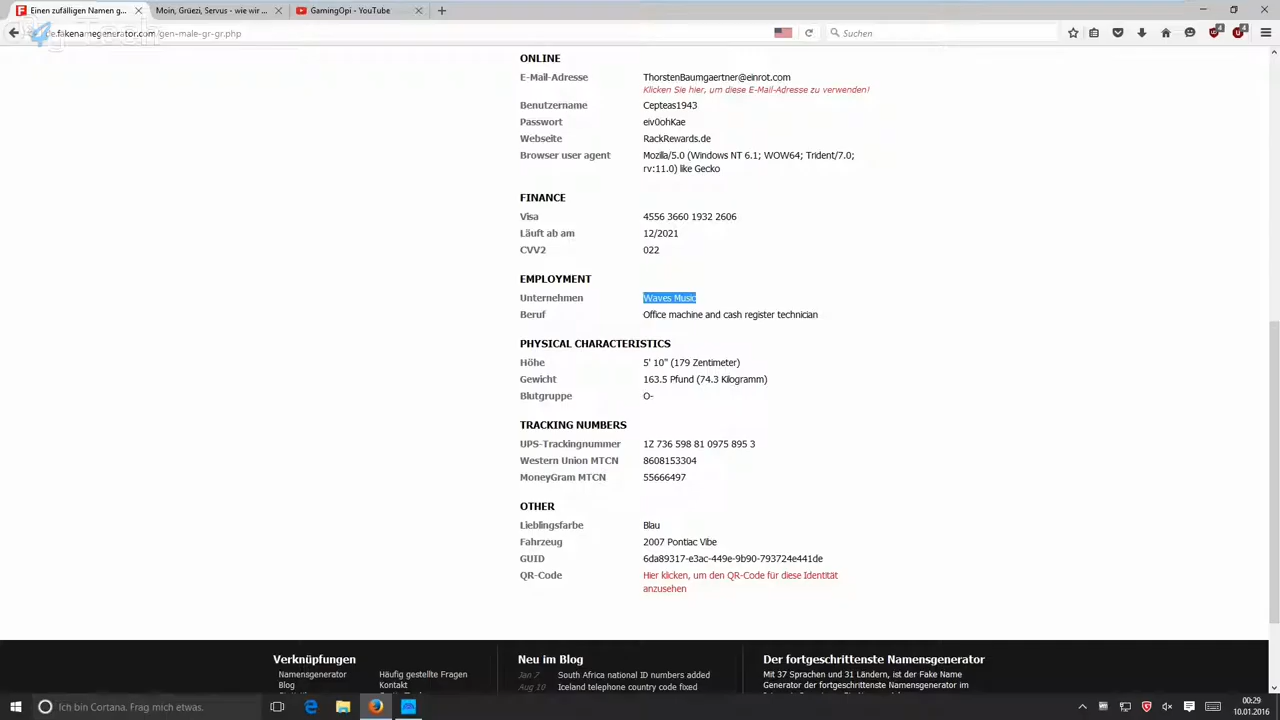 Einen zufälligen Namen g...
Moin, Grüezi, Servus - wie w...
GamingOpi - YouTube
de.fakenamegenerator.com/gen-male-gr-gr.php
Suchen
4
4
ONLINE
E-Mail-Adresse ThorstenBaumgaertner@einrot.com
Klicken Sie hier, um diese E-Mail-Adresse zu verwenden!
Benutzername Cepteas1943
Passwort eiv0ohKae
Webseite RackRewards.de
Browser user agent Mozilla/5.0 (Windows NT 6.1; WOW64; Trident/7.0;
rv:11.0) like Gecko
FINANCE
Visa 4556 3660 1932 2606
Läuft ab am 12/2021
CVV2 022
EMPLOYMENT
Unternehmen Waves Music
Beruf Office machine and cash register technician
PHYSICAL CHARACTERISTICS
Höhe 5' 10" (179 Zentimeter)
Gewicht 163.5 Pfund (74.3 Kilogramm)
Blutgruppe O-
TRACKING NUMBERS
UPS-Trackingnummer 1Z 736 598 81 0975 895 3
Western Union MTCN 8608153304
MoneyGram MTCN 55666497
OTHER
Lieblingsfarbe Blau
Fahrzeug 2007 Pontiac Vibe
GUID 6da89317-e3ac-449e-9b90-793724e441de
QR-Code Hier klicken, um den QR-Code für diese Identität
anzusehen
Verknüpfungen
Namensgenerator
Blog
Häufig gestellte Fragen
Kontakt
Neu im Blog
Jan 7 South Africa national ID numbers added
Aug 10 Iceland telephone country code fixed
Der fortgeschrittenste Namensgenerator
Mit 37 Sprachen und 31 Ländern, ist der Fake Name
Generator der fortgeschrittenste Namensgenerator im
Ich bin Cortana. Frag mich etwas.
00:29
10.01.2016